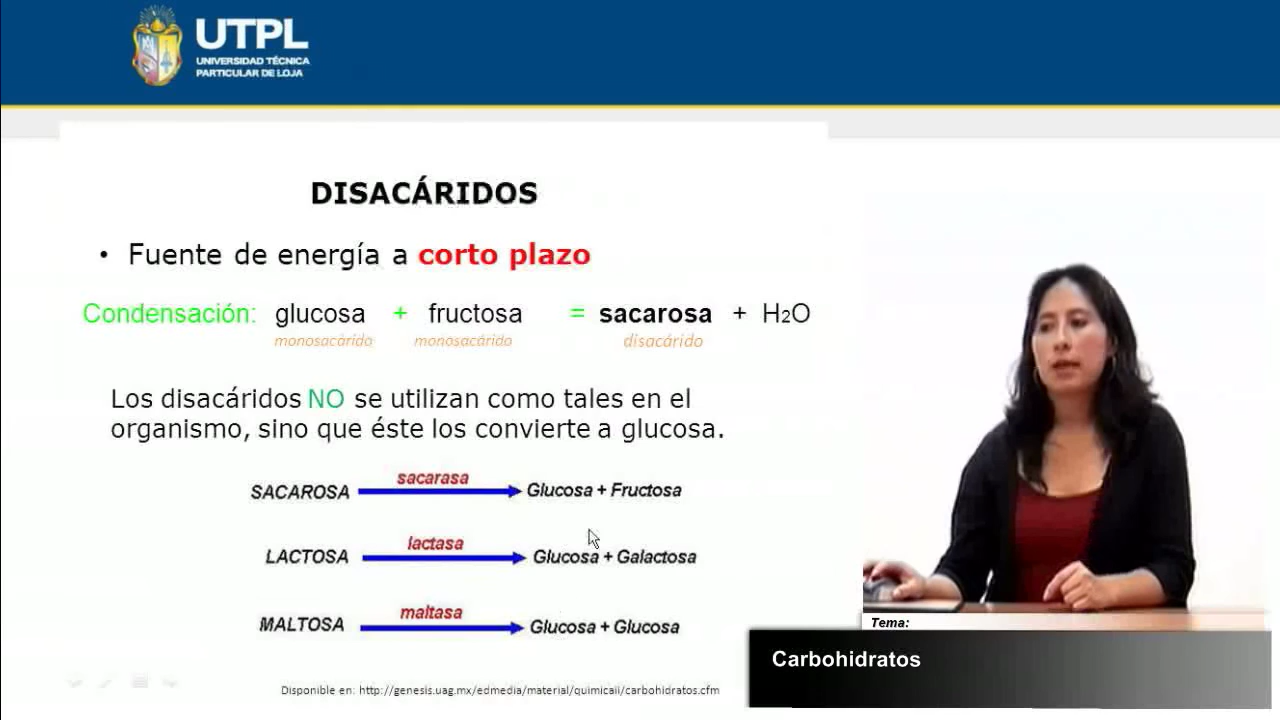 UTPL
UNIVERSIDAD TÉCNICA
PARTICULAR DE LOJA
DISACÁRIDOS
• Fuente de energía a corto plazo
Condensación: glucosa + fructosa = sacarosa + H₂O
monosacárido monosacárido disacárido
Los disacáridos NO se utilizan como tales en el
organismo, sino que éste los convierte a glucosa.
sacarasa
SACAROSA Glucosa + Fructosa
lactasa
LACTOSA Glucosa + Galactosa
maltasa
MALTOSA Glucosa + Glucosa
Disponible en: http://genesis.uag.mx/edmedia/material/quimicaii/carbohidratos.cfm
Tema:
Carbohidratos